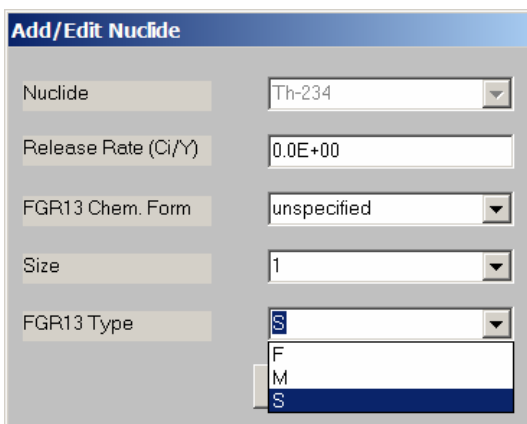 Add/Edit Nuclide
Nuclide Th-234
Release Rate (Ci/Y) 0.0E+00
FGR13 Chem. Form unspecified
Size 1
FGR13 Type S
F
M
S